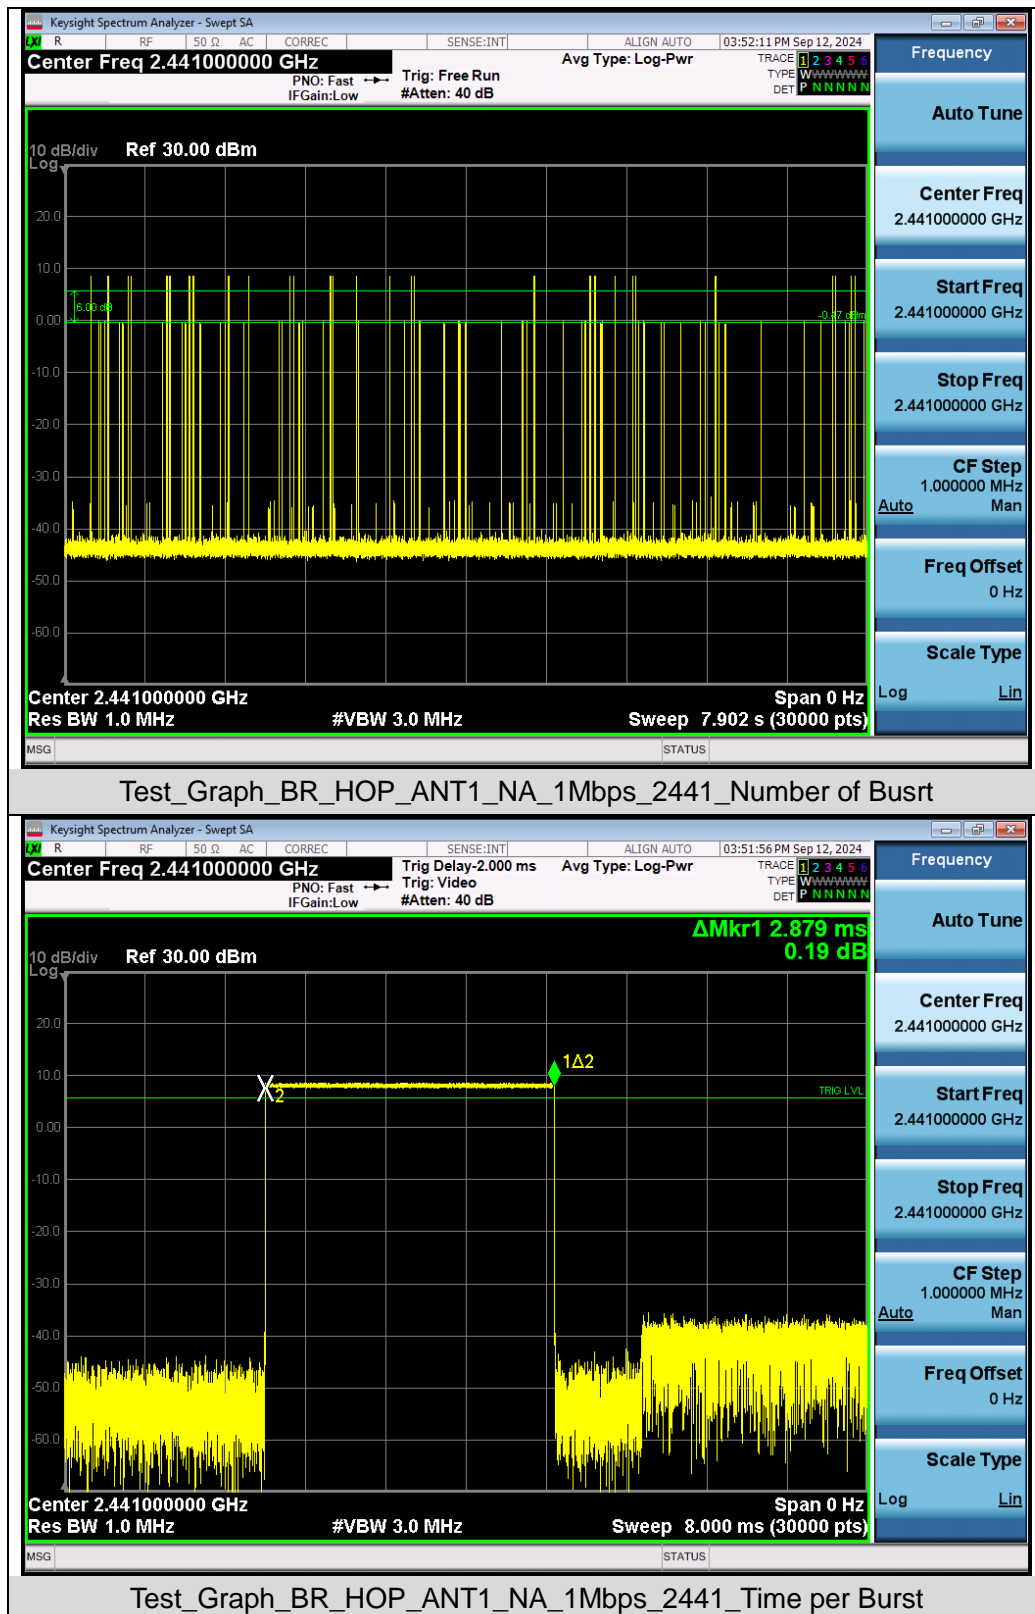 Keysight Spectrum Analyzer - Swept SA
LXI R RF 50 Ω AC CORREC SENSE:INT ALIGN AUTO 03:52:11 PM Sep 12, 2024
Center Freq 2.441000000 GHz
PNO: Fast
IFGain:Low
Trig: Free Run
#Atten: 40 dB
Avg Type: Log-Pwr
TRACE 1 2 3 4 5 6
TYPE W W W W W W
DET P N N N N N
10 dB/div Ref 30.00 dBm
Log
20.0
10.0
6.00 dB
0.00
-0.47 dBm
-10.0
-20.0
-30.0
-40.0
-50.0
-60.0
Center 2.441000000 GHz Span 0 Hz
Res BW 1.0 MHz #VBW 3.0 MHz Sweep 7.902 s (30000 pts)
MSG STATUS
Frequency
Auto Tune
Center Freq
2.441000000 GHz
Start Freq
2.441000000 GHz
Stop Freq
2.441000000 GHz
CF Step
1.000000 MHz
Auto Man
Freq Offset
0 Hz
Scale Type
Log Lin
Test_Graph_BR_HOP_ANT1_NA_1Mbps_2441_Number of Busrt
Keysight Spectrum Analyzer - Swept SA
LXI R RF 50 Ω AC CORREC SENSE:INT ALIGN AUTO 03:51:56 PM Sep 12, 2024
Center Freq 2.441000000 GHz
PNO: Fast
IFGain:Low
Trig Delay-2.000 ms
Trig: Video
#Atten: 40 dB
Avg Type: Log-Pwr
TRACE 1 2 3 4 5 6
TYPE W W W W W W
DET P N N N N N
ΔMkr1 2.879 ms
0.19 dB
10 dB/div Ref 30.00 dBm
Log
20.0
1Δ2
10.0
2
TRIG LVL
0.00
-10.0
-20.0
-30.0
-40.0
-50.0
-60.0
Center 2.441000000 GHz Span 0 Hz
Res BW 1.0 MHz #VBW 3.0 MHz Sweep 8.000 ms (30000 pts)
MSG STATUS
Frequency
Auto Tune
Center Freq
2.441000000 GHz
Start Freq
2.441000000 GHz
Stop Freq
2.441000000 GHz
CF Step
1.000000 MHz
Auto Man
Freq Offset
0 Hz
Scale Type
Log Lin
Test_Graph_BR_HOP_ANT1_NA_1Mbps_2441_Time per Burst